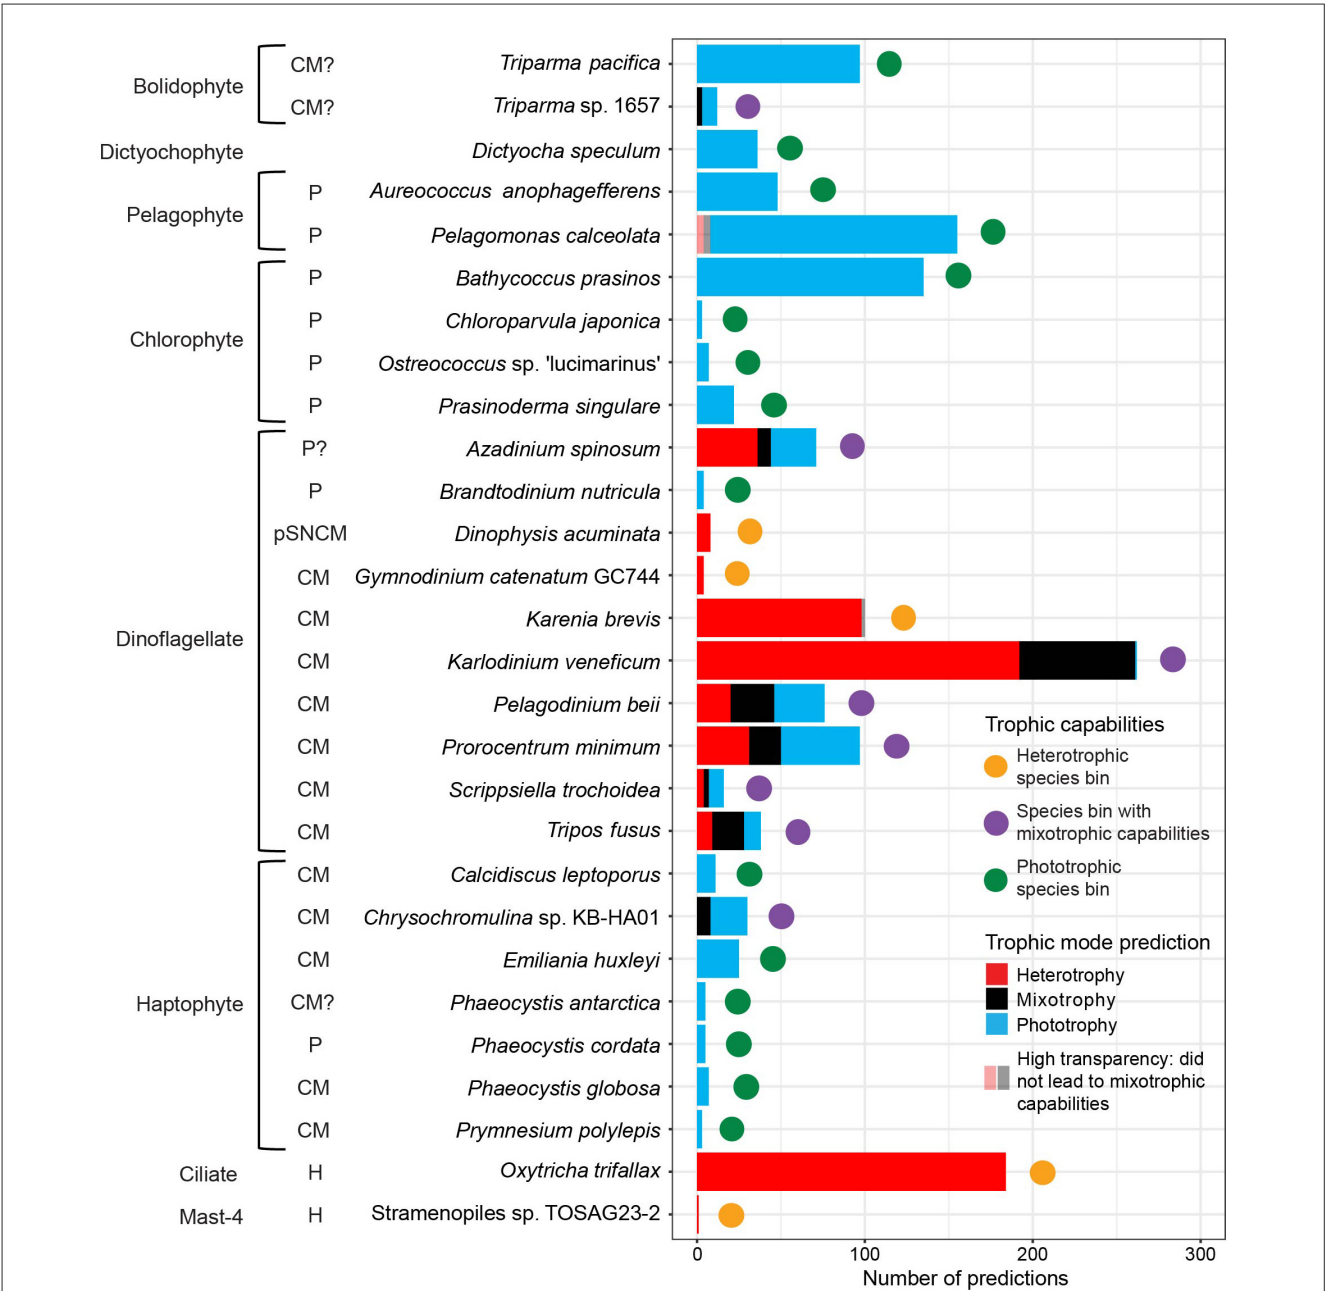 Bolidophyte
CM? Triparma pacifica
CM? Triparma sp. 1657
Dictyochophyte Dictyocha speculum
Pelagophyte
P Aureococcus anophagefferens
P Pelagomonas calceolata
Chlorophyte
P Bathycoccus prasinos
P Chloroparvula japonica
P Ostreococcus sp. 'lucimarinus'
P Prasinoderma singulare
Dinoflagellate
P? Azadinium spinosum
P Brandtodinium nutricula
pSNCM Dinophysis acuminata
CM Gymnodinium catenatum GC744
CM Karenia brevis
CM Karlodinium veneficum
CM Pelagodinium beii
CM Prorocentrum minimum
CM Scrippsiella trochoidea
CM Tripos fusus
Haptophyte
CM Calcidiscus leptoporus
CM Chrysochromulina sp. KB-HA01
CM Emiliania huxleyi
CM? Phaeocystis antarctica
P Phaeocystis cordata
CM Phaeocystis globosa
CM Prymnesium polylepis
Ciliate H Oxytricha trifallax
Mast-4 H Stramenopiles sp. TOSAG23-2
Trophic capabilities
Heterotrophic
species bin
Species bin with
mixotrophic capabilities
Phototrophic
species bin
Trophic mode prediction
Heterotrophy
Mixotrophy
Phototrophy
High transparency: did
not lead to mixotrophic
capabilities
0 100 200 300
Number of predictions